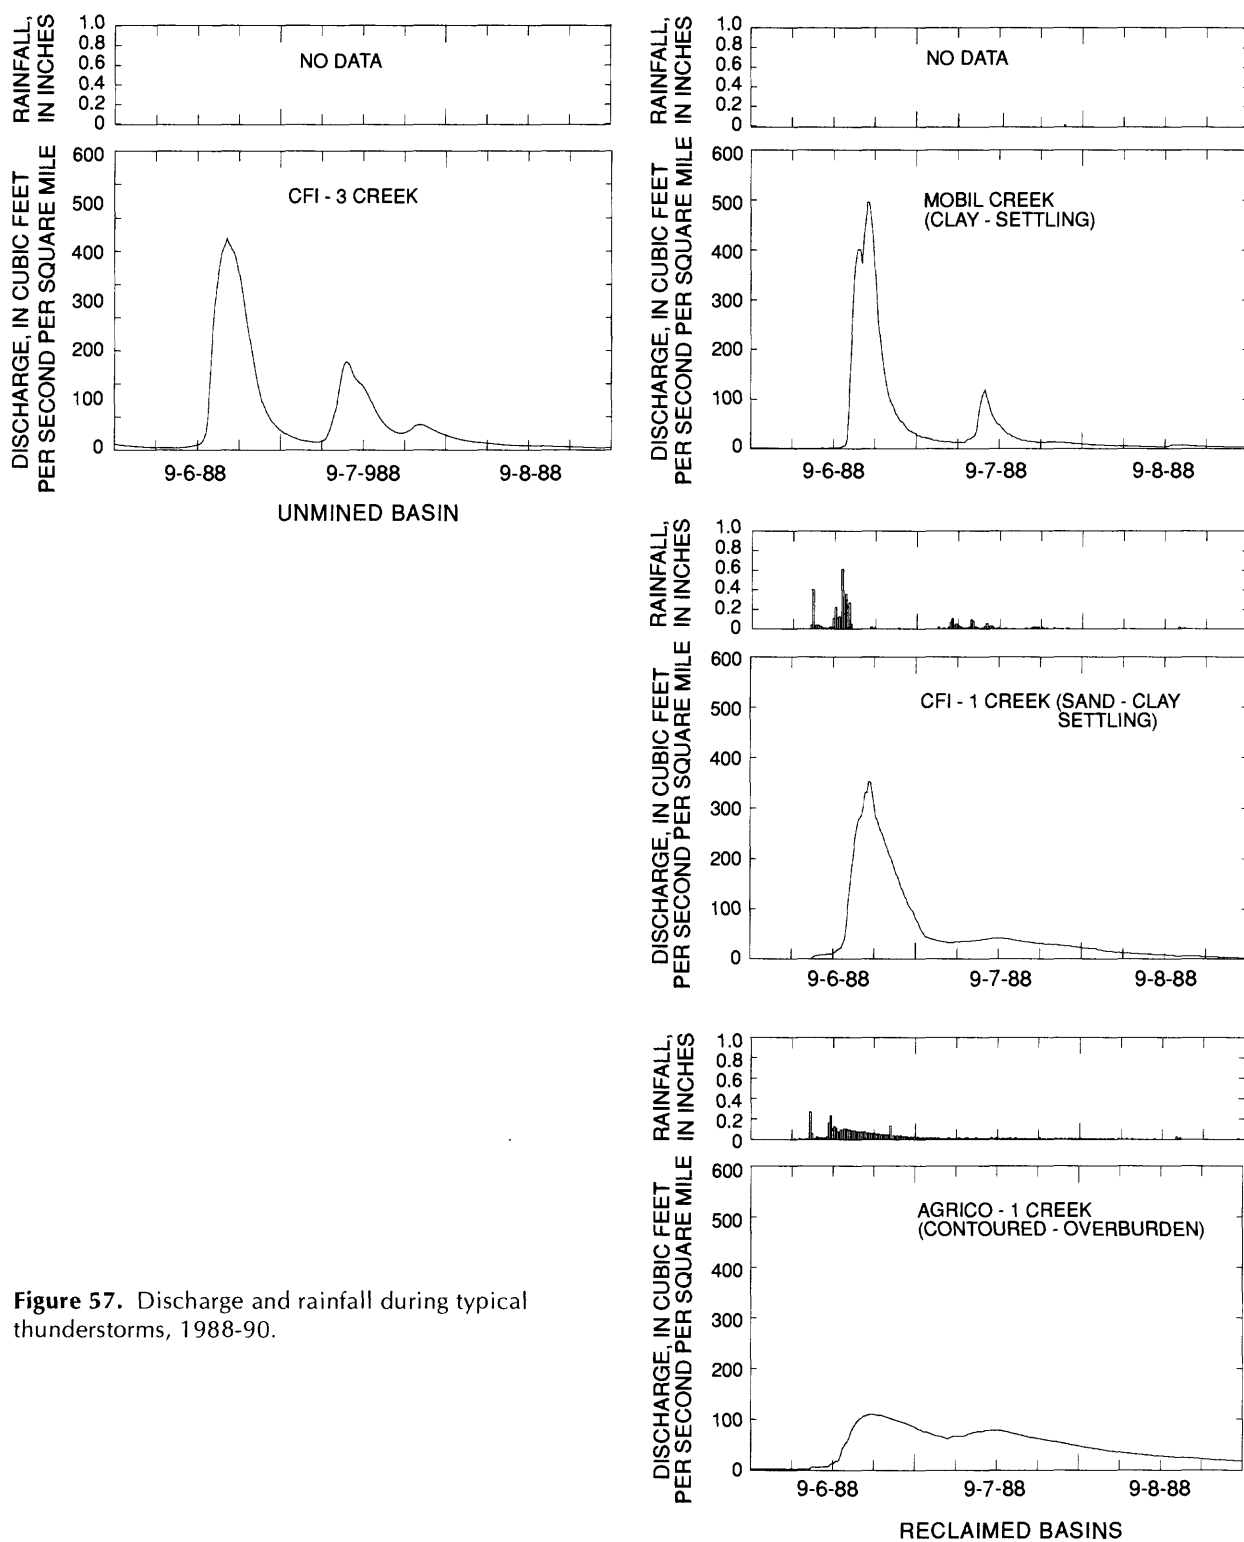 RAINFALL,
IN INCHES
1.0
0.8
0.6
0.4
0.2
0
NO DATA
DISCHARGE, IN CUBIC FEET
PER SECOND PER SQUARE MILE
600
500
400
300
200
100
0
CFI - 3 CREEK
9-6-88 9-7-988 9-8-88
UNMINED BASIN
RAINFALL,
IN INCHES
1.0
0.8
0.6
0.4
0.2
0
NO DATA
DISCHARGE, IN CUBIC FEET
PER SECOND PER SQUARE MILE
600
500
400
300
200
100
0
MOBIL CREEK
(CLAY - SETTLING)
9-6-88 9-7-88 9-8-88
RAINFALL,
IN INCHES
1.0
0.8
0.6
0.4
0.2
0
DISCHARGE, IN CUBIC FEET
PER SECOND PER SQUARE MILE
600
500
400
300
200
100
0
CFI - 1 CREEK (SAND - CLAY
SETTLING)
9-6-88 9-7-88 9-8-88
RAINFALL,
IN INCHES
1.0
0.8
0.6
0.4
0.2
0
DISCHARGE, IN CUBIC FEET
PER SECOND PER SQUARE MILE
600
500
400
300
200
100
0
AGRICO - 1 CREEK
(CONTOURED - OVERBURDEN)
9-6-88 9-7-88 9-8-88
RECLAIMED BASINS
Figure 57. Discharge and rainfall during typical
thunderstorms, 1988-90.